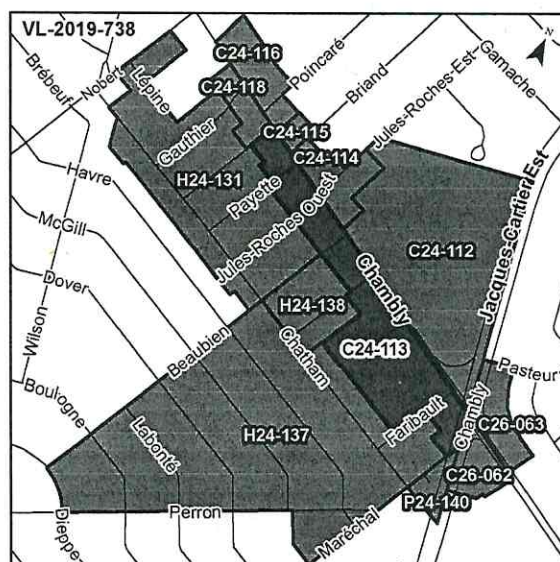 VL-2019-738
N
C24-116
Nobert
Lépine
Brébeuf
Gamache
C24-118
Poincaré
Briand
Jules-Roches-Est
Gauthier
C24-115
C24-114
Havre
H24-131
Payette
McGill
Jules-Roches Ouest
C24-112
Jacques-Cartier Est
Dover
H24-138
Chambly
Wilson
Beaubien
Chatham
C24-113
Pasteur
Boulogne
Labonté
Faribault
Chambly
C26-063
H24-137
C26-062
P24-140
Dieppe
Perron
Maréchal